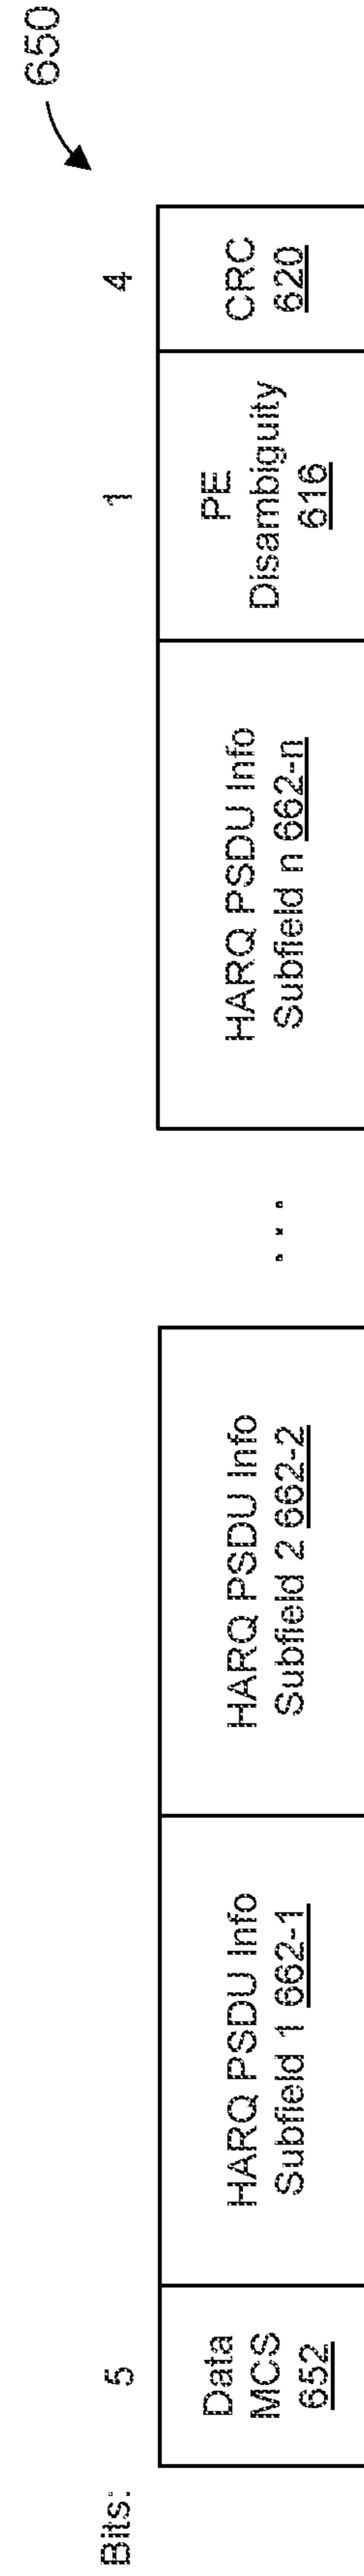 650
Bits: 5 1 4
Data
MCS
652
HARQ PSDU Info
Subfield 1 662-1
HARQ PSDU Info
Subfield 2 662-2
. . .
HARQ PSDU Info
Subfield n 662-n
PE
Disambiguity
616
CRC
620